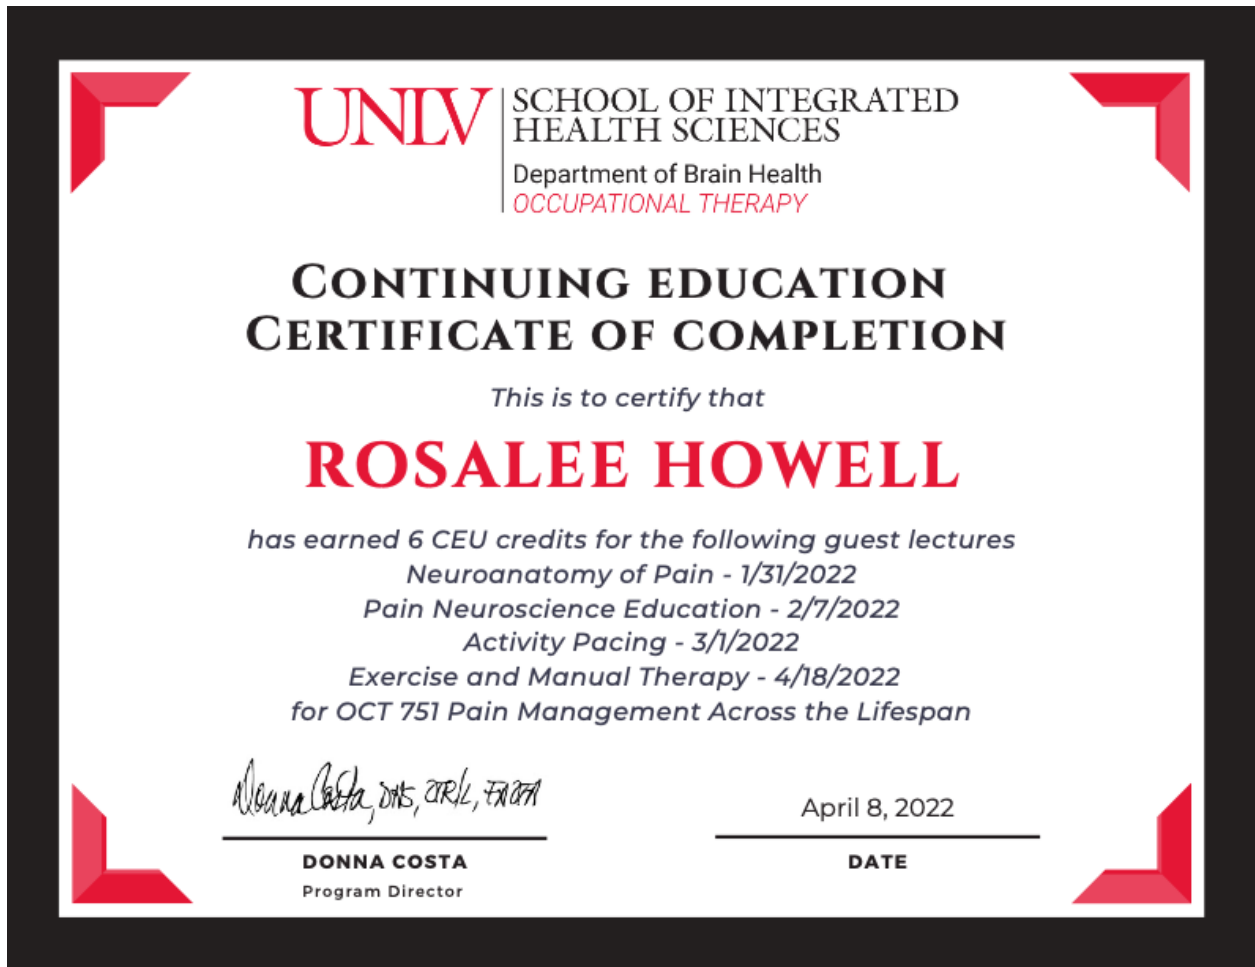 UNLV
SCHOOL OF INTEGRATED
HEALTH SCIENCES
Department of Brain Health
OCCUPATIONAL THERAPY
CONTINUING EDUCATION
CERTIFICATE OF COMPLETION
This is to certify that
ROSALEE HOWELL
has earned 6 CEU credits for the following guest lectures
Neuroanatomy of Pain - 1/31/2022
Pain Neuroscience Education - 2/7/2022
Activity Pacing - 3/1/2022
Exercise and Manual Therapy - 4/18/2022
for OCT 751 Pain Management Across the Lifespan
Donna Costa, OTR/L,
April 8, 2022
DONNA COSTA
DATE
Program Director